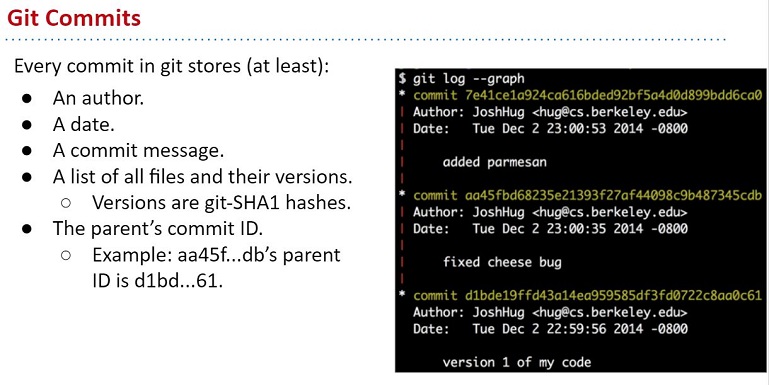 Git Commits
Every commit in git stores (at least):
● An author.
● A date.
● A commit message.
● A list of all files and their versions.
○ Versions are git-SHA1 hashes.
● The parent's commit ID.
○ Example: aa45f...db's parent
ID is d1bd...61.
$ git log --graph
* commit 7e41ce1a924ca616bded92bf5a4d0d899bdd6ca0
| Author: JoshHug <hug@cs.berkeley.edu>
| Date:   Tue Dec 2 23:00:53 2014 -0800
|
|     added parmesan
|
* commit aa45fbd68235e21393f27af44098c9b487345cdb
| Author: JoshHug <hug@cs.berkeley.edu>
| Date:   Tue Dec 2 23:00:35 2014 -0800
|
|     fixed cheese bug
|
* commit d1bde19ffd43a14ea959585df3fd0722c8aa0c61
Author: JoshHug <hug@cs.berkeley.edu>
Date:   Tue Dec 2 22:59:56 2014 -0800
version 1 of my code